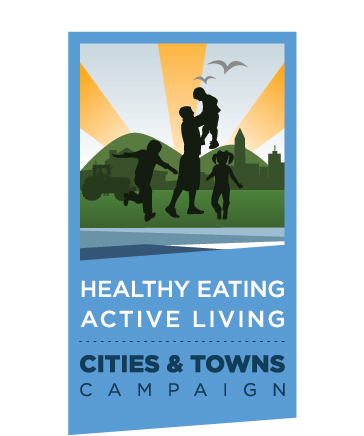 HEALTHY EATING
ACTIVE LIVING
CITIES & TOWNS
CAMPAIGN